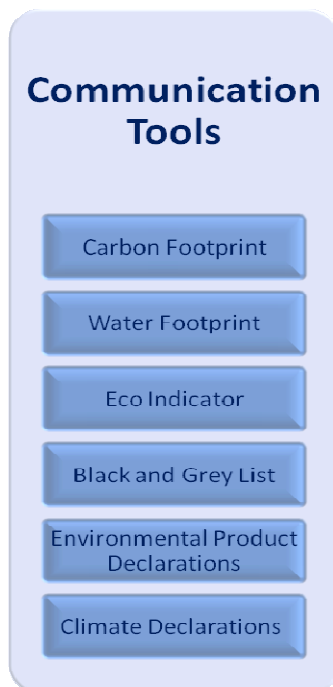 Communication
Tools
Carbon Footprint
Water Footprint
Eco Indicator
Black and Grey List
Environmental Product
Declarations
Climate Declarations